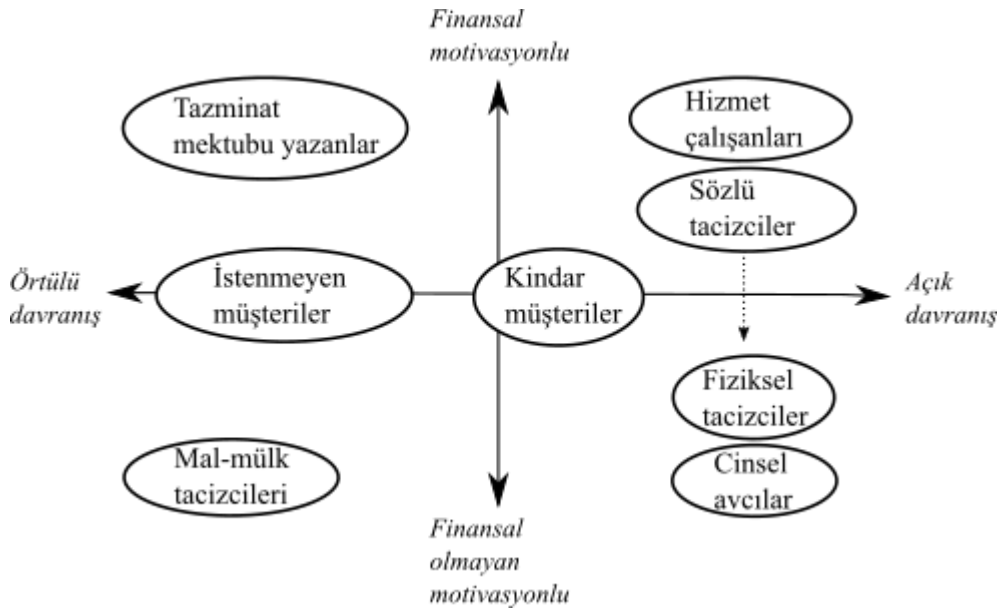 Finansal
motivasyonlu
Tazminat
mektubu yazanlar
Hizmet
çalışanları
Sözlü
tacizciler
Örtülü
davranış
İstenmeyen
müşteriler
Kindar
müşteriler
Açık
davranış
Fiziksel
tacizciler
Mal-mülk
tacizcileri
Cinsel
avcılar
Finansal
olmayan
motivasyonlu